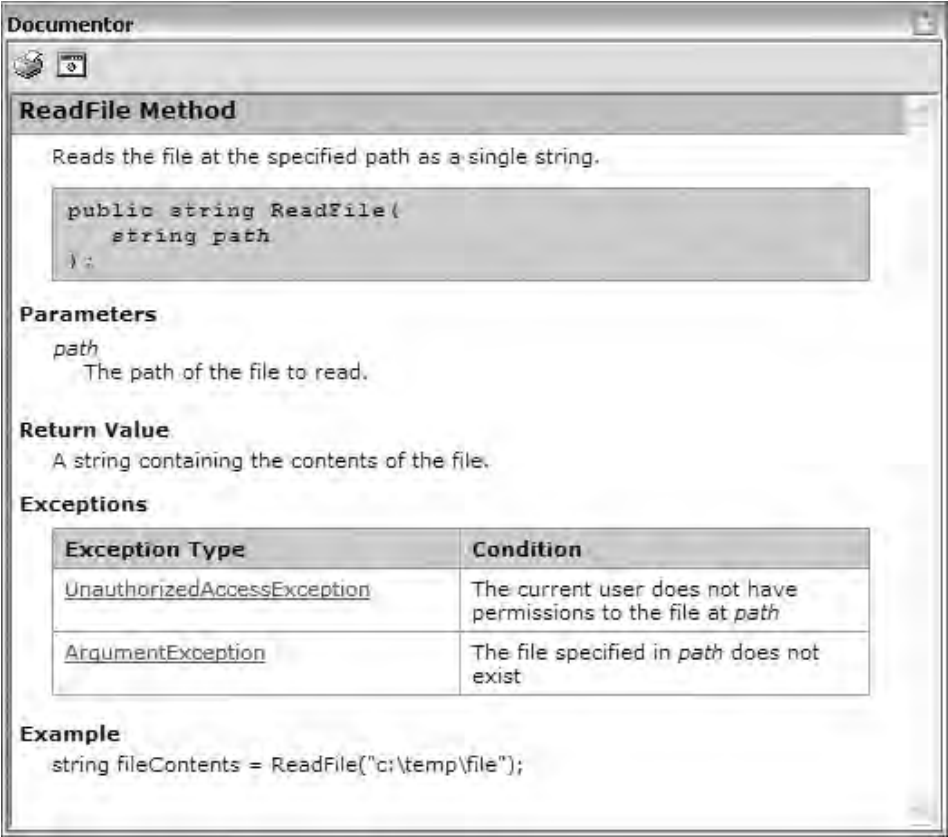 Documentor
ReadFile Method
Reads the file at the specified path as a single string.
public string ReadFile(
string path
);
Parameters
path
The path of the file to read.
Return Value
A string containing the contents of the file.
Exceptions
Exception Type Condition
UnauthorizedAccessException The current user does not have
permissions to the file at path
ArgumentException The file specified in path does not
exist
Example
string fileContents = ReadFile("c:\temp\file");